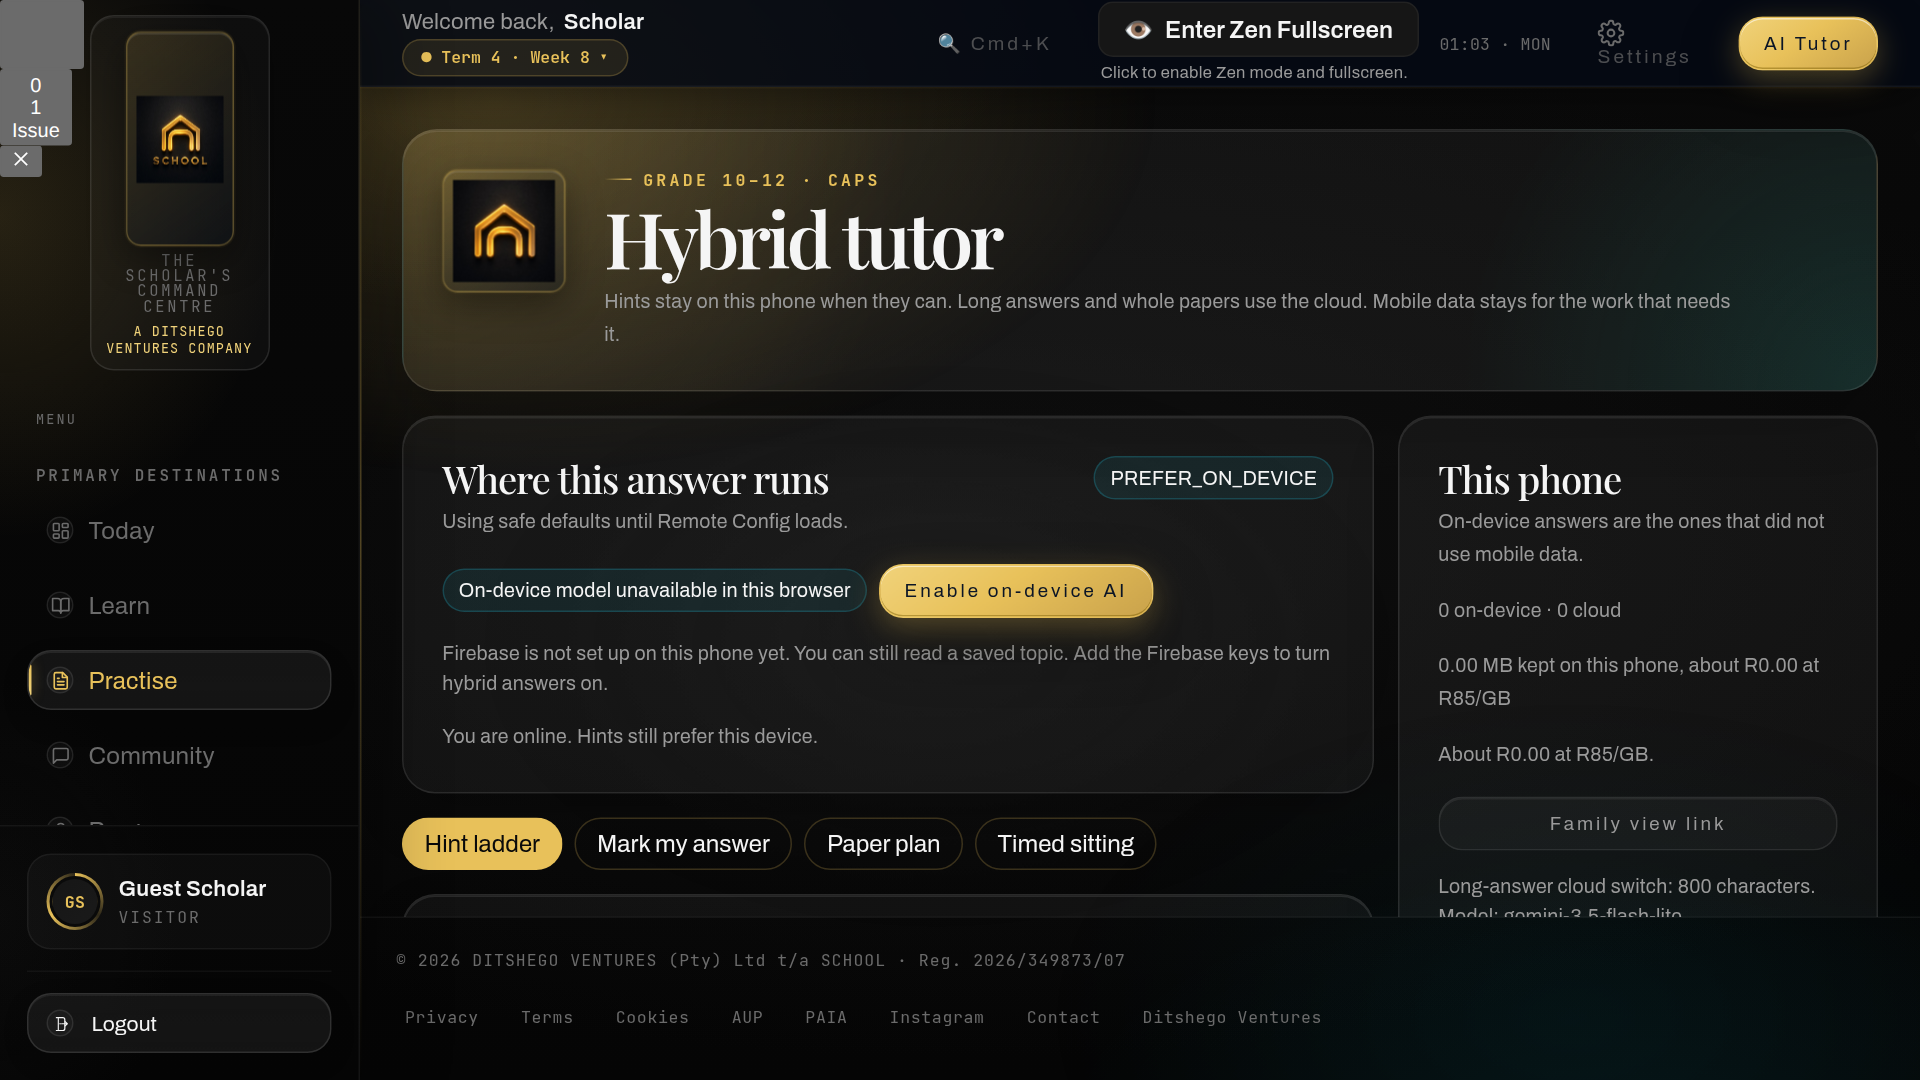 0
1
Issue
SCHOOL
THE
SCHOLAR'S
COMMAND
CENTRE
A DITSHEGO
VENTURES COMPANY
MENU
PRIMARY DESTINATIONS
Today
Learn
Practise
Community
GS
Guest Scholar
VISITOR
Logout
Welcome back, Scholar
Term 4 · Week 8 ▾
Cmd+K
Enter Zen Fullscreen
Click to enable Zen mode and fullscreen.
01:03 · MON
Settings
AI Tutor
GRADE 10–12 · CAPS
Hybrid tutor
Hints stay on this phone when they can. Long answers and whole papers use the cloud. Mobile data stays for the work that needs
it.
Where this answer runs
PREFER_ON_DEVICE
Using safe defaults until Remote Config loads.
On-device model unavailable in this browser
Enable on-device AI
Firebase is not set up on this phone yet. You can still read a saved topic. Add the Firebase keys to turn
hybrid answers on.
You are online. Hints still prefer this device.
Hint ladder
Mark my answer
Paper plan
Timed sitting
This phone
On-device answers are the ones that did not
use mobile data.
0 on-device · 0 cloud
0.00 MB kept on this phone, about R0.00 at
R85/GB
About R0.00 at R85/GB.
Family view link
Long-answer cloud switch: 800 characters.
Model: gemini-3.5-flash-lite
© 2026 DITSHEGO VENTURES (Pty) Ltd t/a SCHOOL · Reg. 2026/349873/07
Privacy
Terms
Cookies
AUP
PAIA
Instagram
Contact
Ditshego Ventures